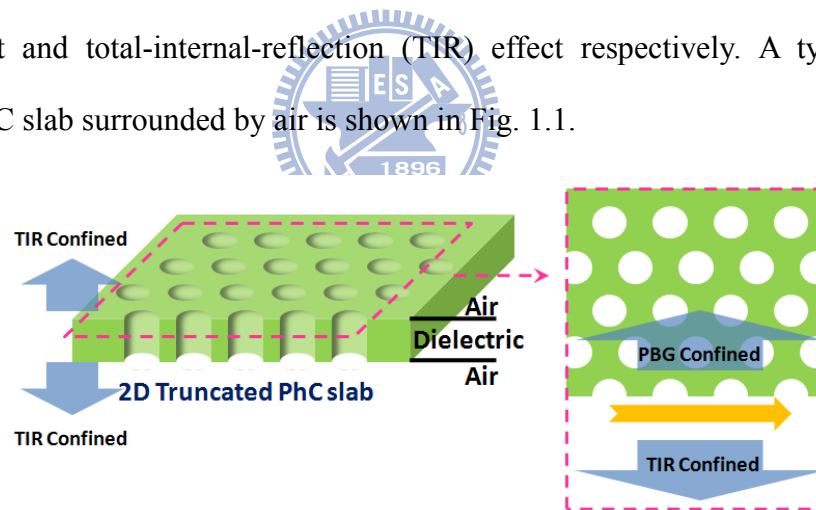 t and total-internal-reflection (TIR) effect respectively. A ty
C slab surrounded by air is shown in Fig. 1.1.
E S A
1896
TIR Confined
Air
Dielectric
Air
2D Truncated PhC slab
TIR Confined
PBG Confined
TIR Confined